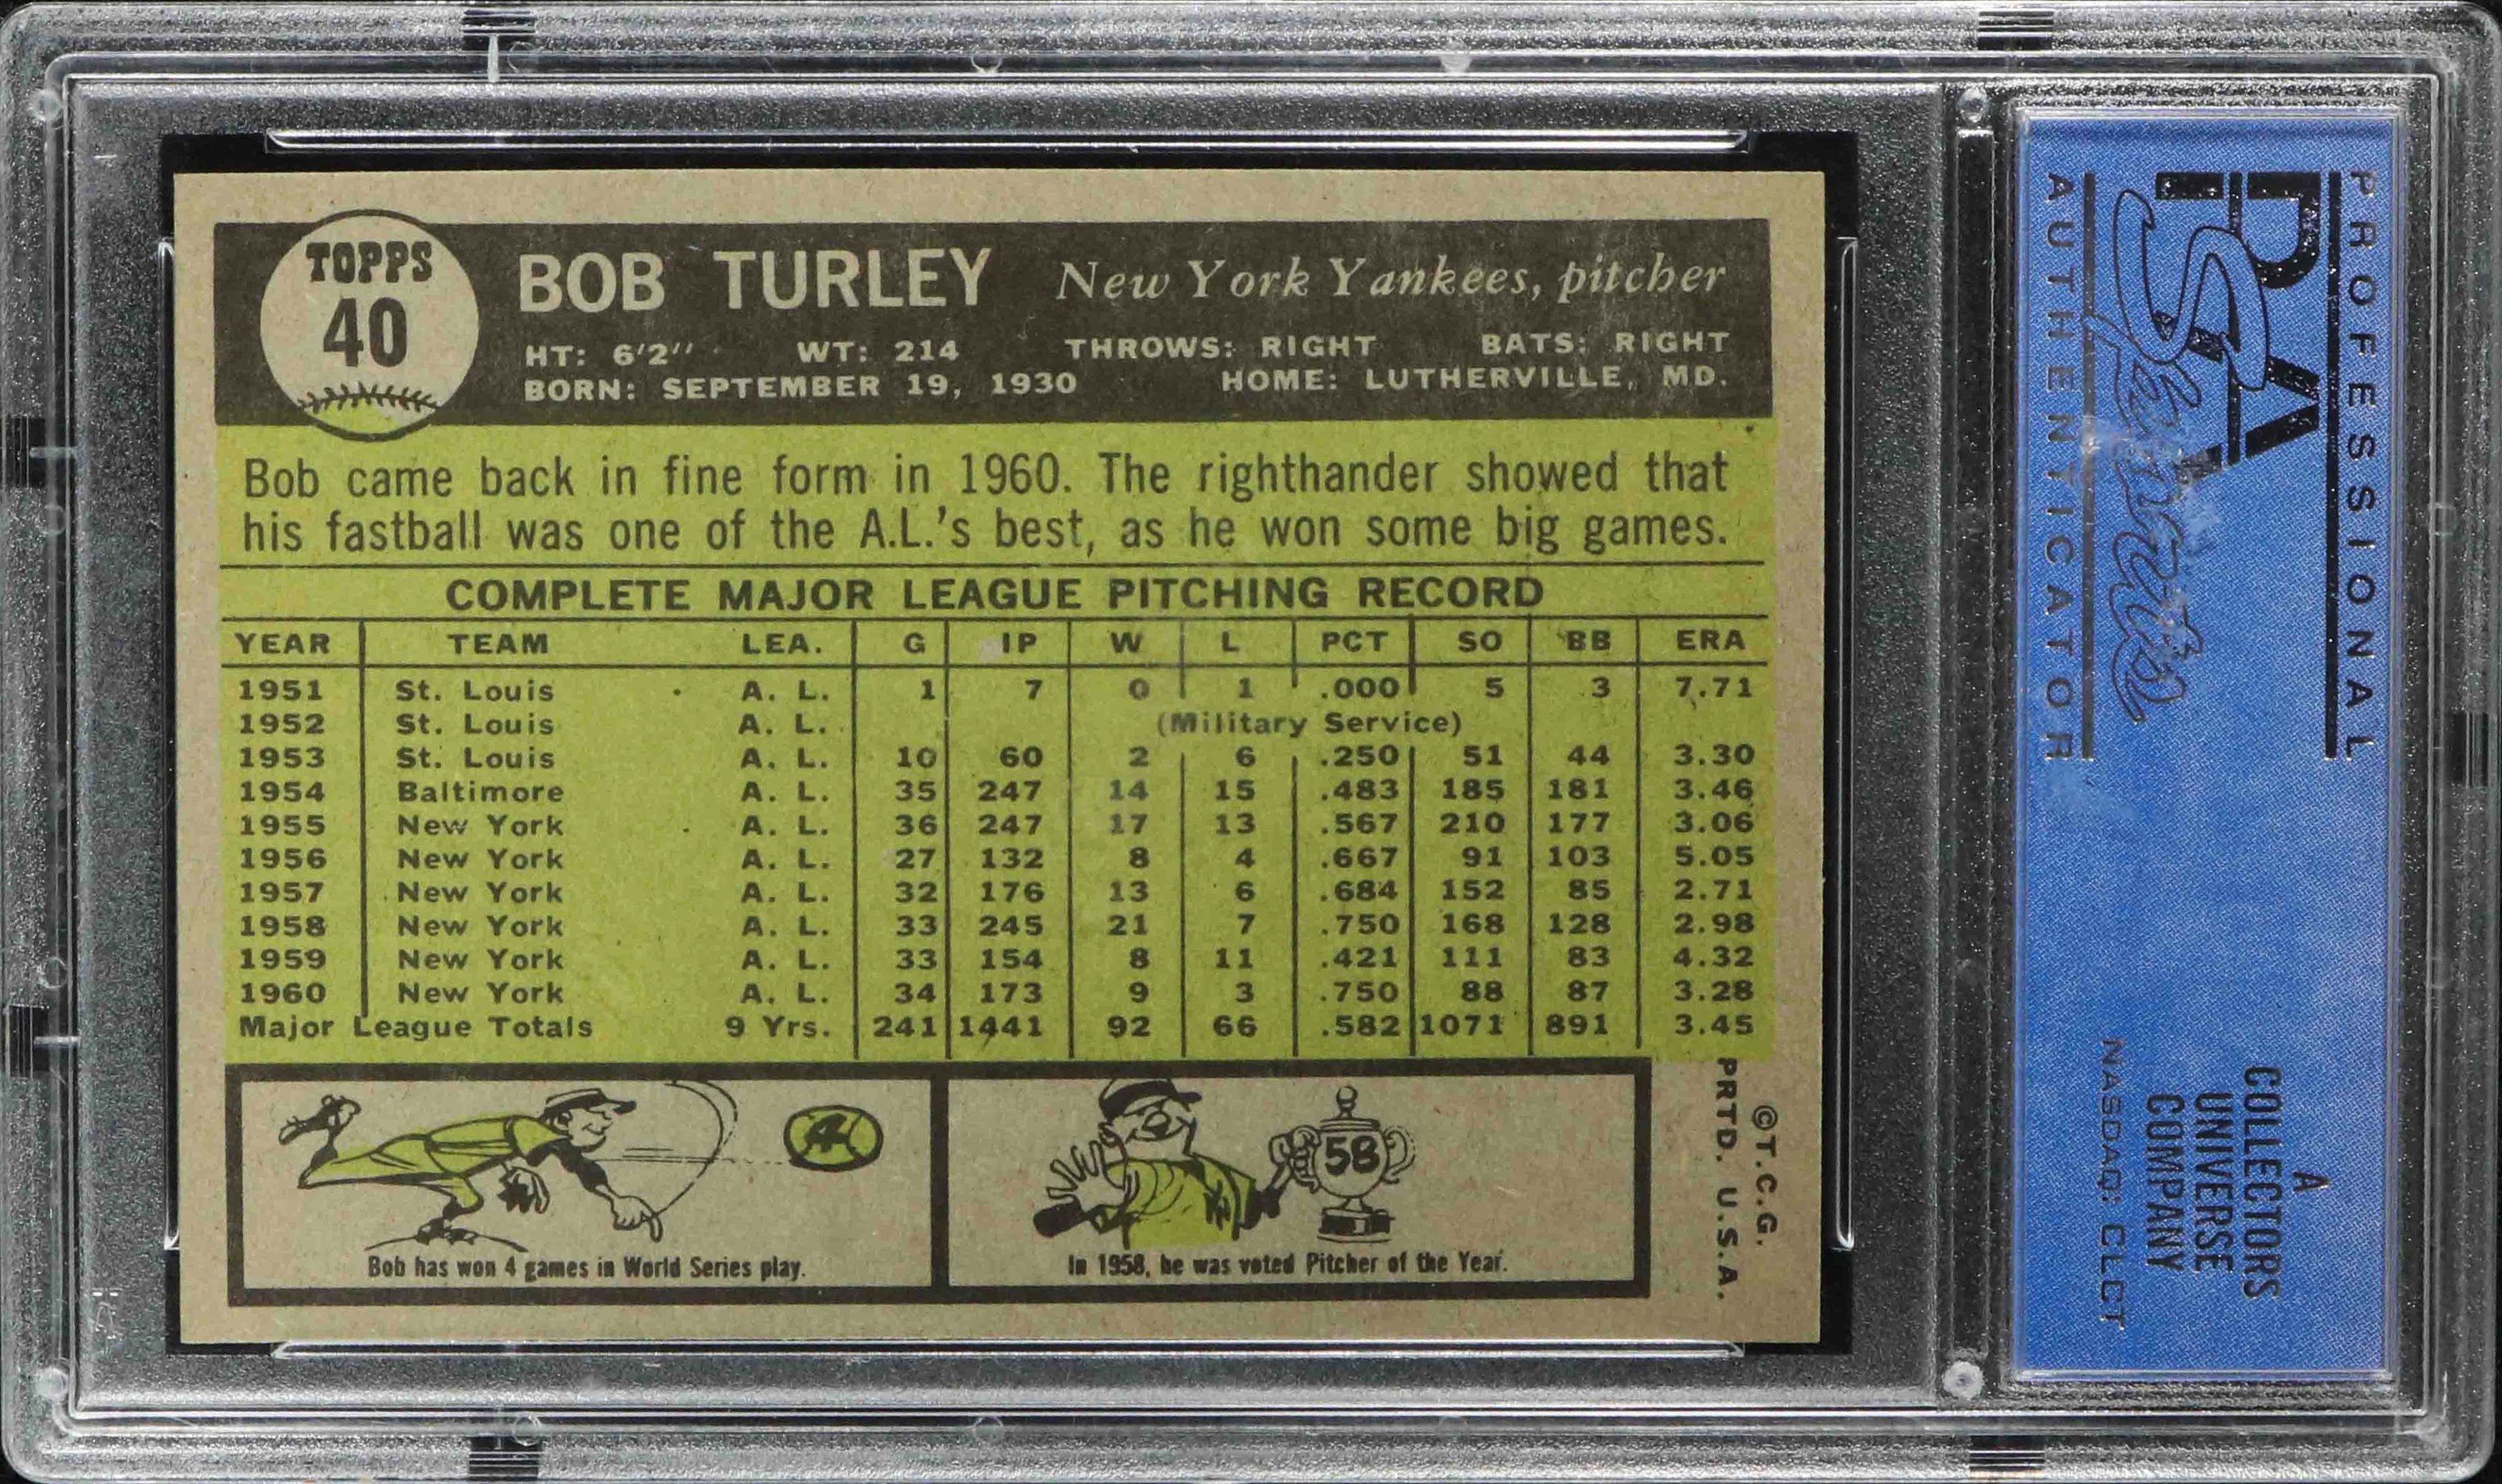 TOPPS
40
BOB TURLEY New York Yankees, pitcher
HT: 6'2" WT: 214 THROWS: RIGHT BATS: RIGHT
BORN: SEPTEMBER 19, 1930 HOME: LUTHERVILLE, MD.
Bob came back in fine form in 1960. The righthander showed that
his fastball was one of the A.L.'s best, as he won some big games.
COMPLETE MAJOR LEAGUE PITCHING RECORD
YEAR TEAM LEA. G IP W L PCT SO BB ERA
1951 St. Louis A. L. 1 7 0 1 .000 5 3 7.71
1952 St. Louis A. L. (Military Service)
1953 St. Louis A. L. 10 60 2 6 .250 51 44 3.30
1954 Baltimore A. L. 35 247 14 15 .483 185 181 3.46
1955 New York A. L. 36 247 17 13 .567 210 177 3.06
1956 New York A. L. 27 132 8 4 .667 91 103 5.05
1957 New York A. L. 32 176 13 6 .684 152 85 2.71
1958 New York A. L. 33 245 21 7 .750 168 128 2.98
1959 New York A. L. 33 154 8 11 .421 111 83 4.32
1960 New York A. L. 34 173 9 3 .750 88 87 3.28
Major League Totals 9 Yrs. 241 1441 92 66 .582 1071 891 3.45
Bob has won 4 games in World Series play.
58
In 1958, he was voted Pitcher of the Year.
©T.C.G.
PRTD. U.S.A.
PROFESSIONAL
PSA
AUTHENTICATOR
A
COLLECTORS
UNIVERSE
COMPANY
NASDAQ: CLCT